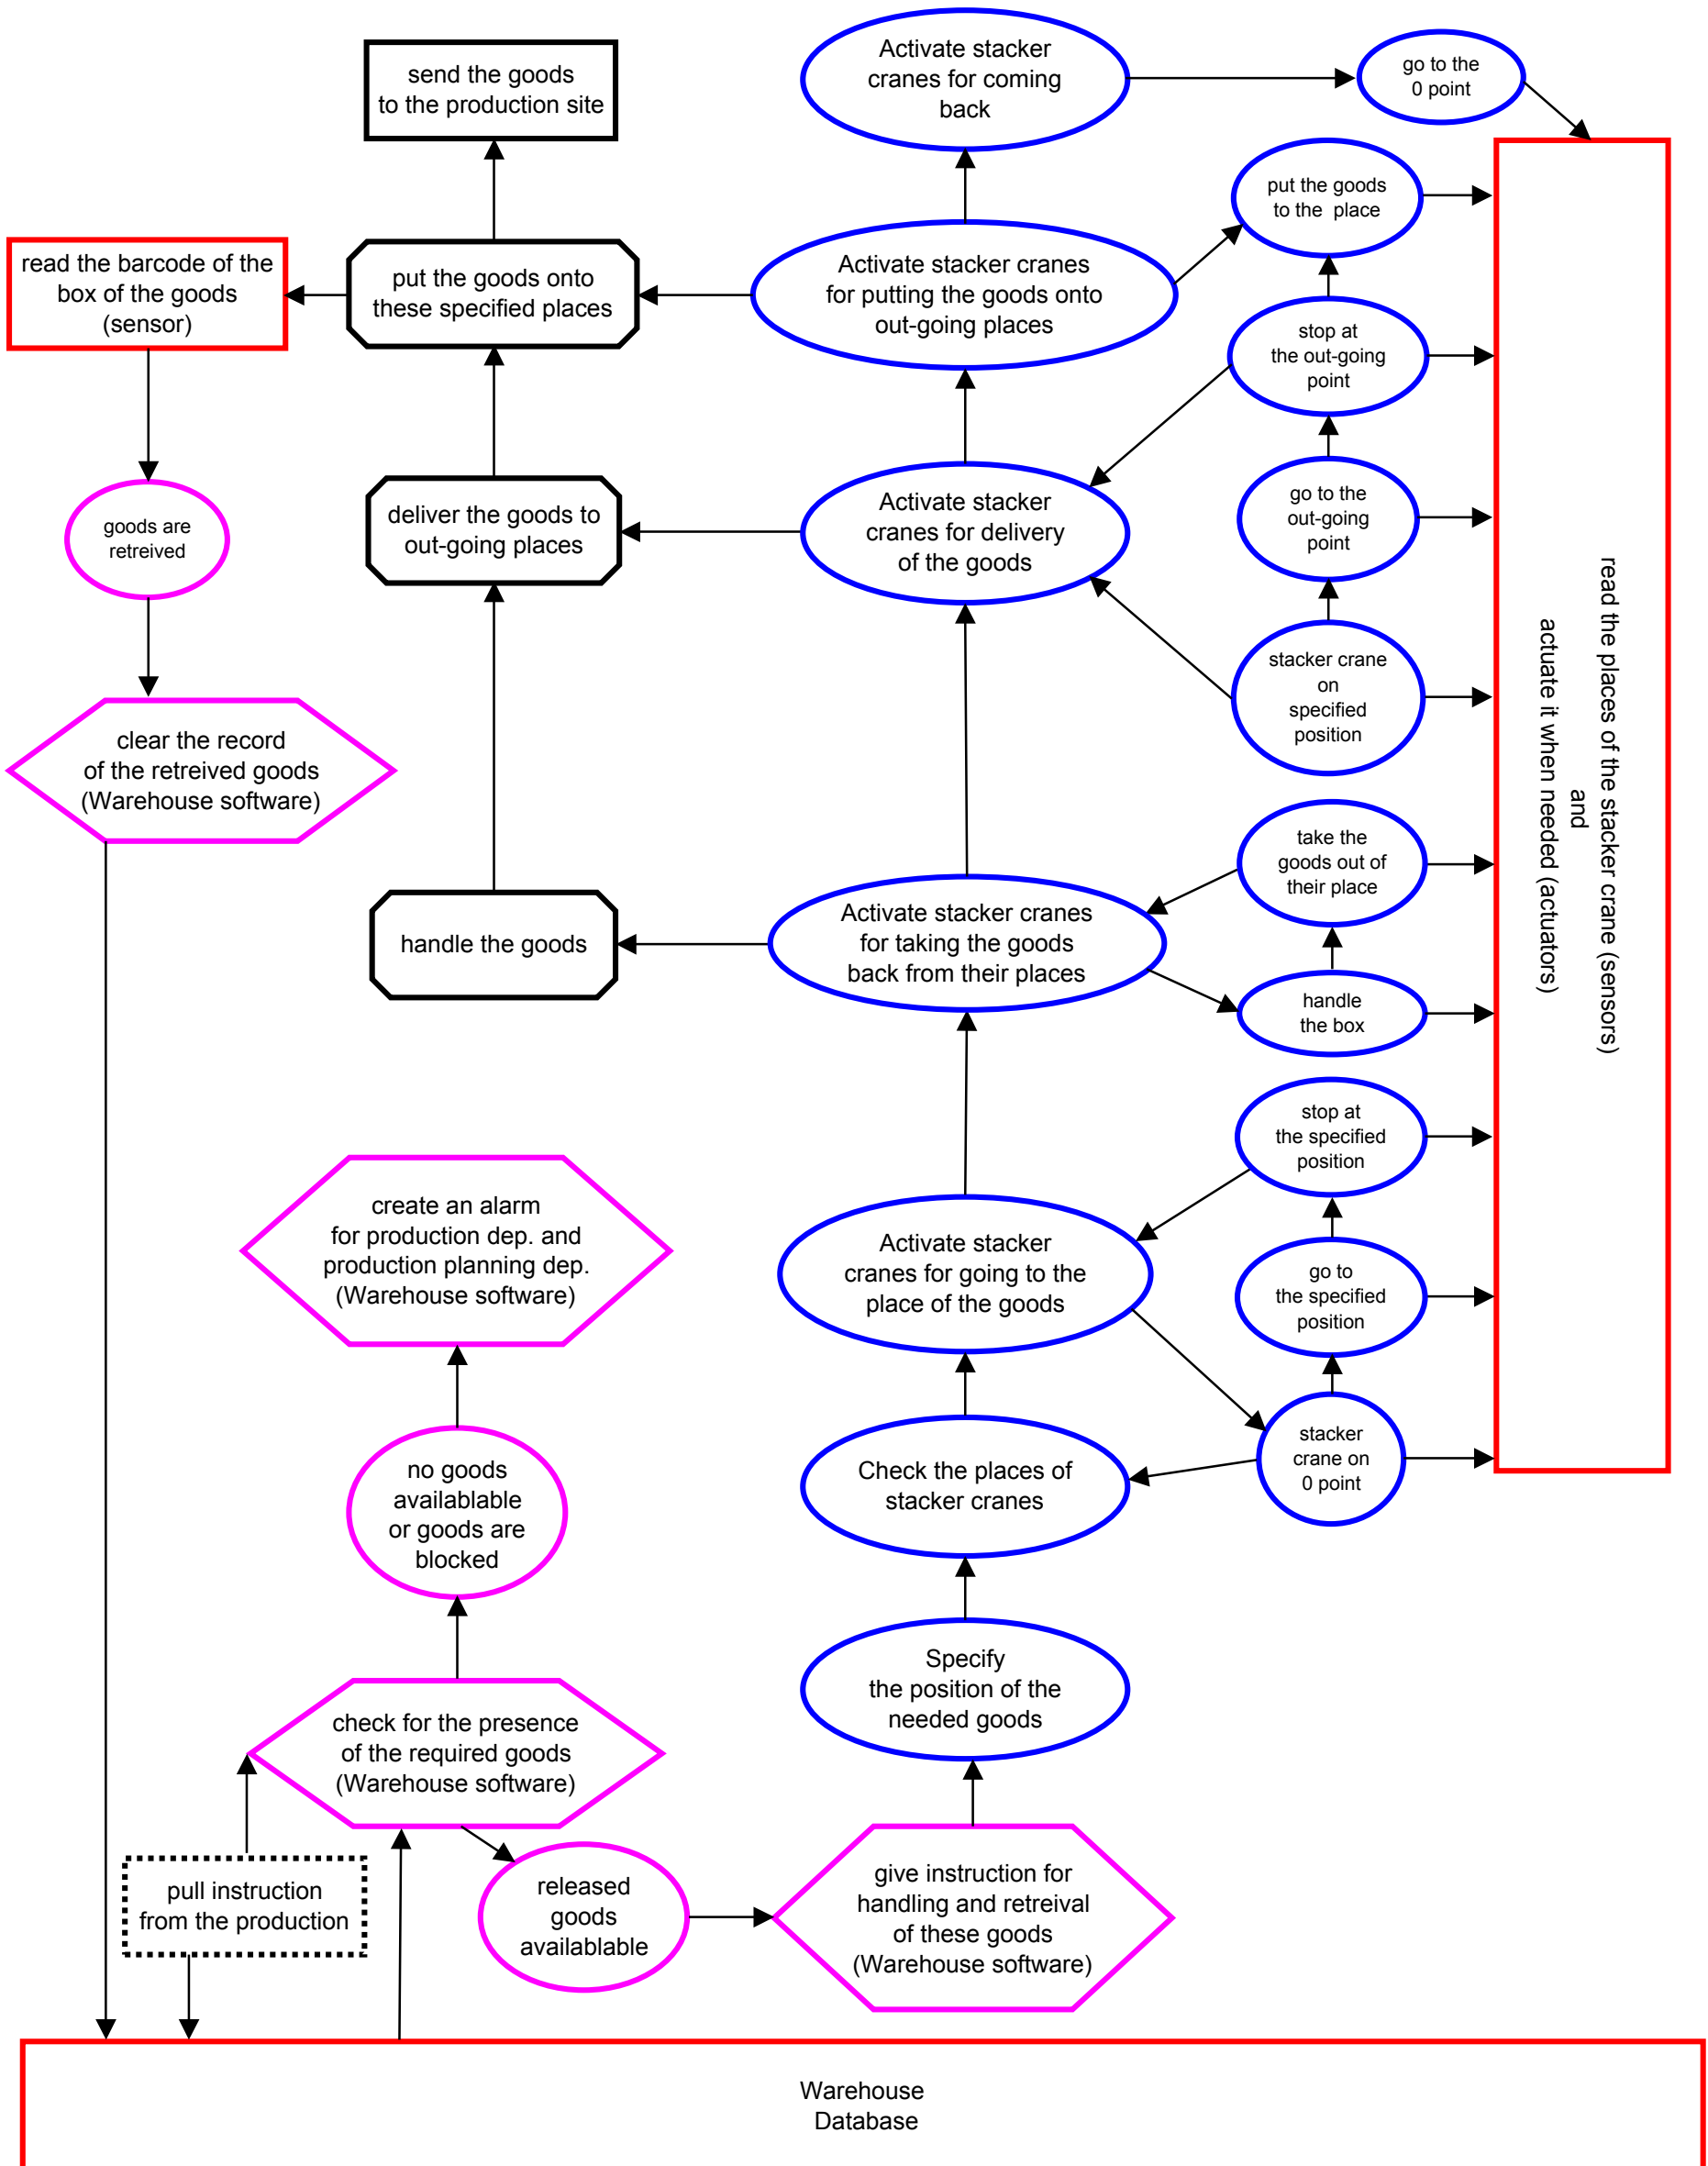 Activate stacker
cranes for coming
back
go to the
0 point
send the goods
to the production site
put the goods
to the place
read the barcode of the
box of the goods
(sensor)
put the goods onto
these specified places
Activate stacker cranes
for putting the goods onto
out-going places
stop at
the out-going
point
goods are
retreived
deliver the goods to
out-going places
Activate stacker
cranes for delivery
of the goods
go to the
out-going
point
stacker crane
on
specified
position
read the places of the stacker crane (sensors)
and
actuate it when needed (actuators)
clear the record
of the retreived goods
(Warehouse software)
take the
goods out of
their place
handle the goods
Activate stacker cranes
for taking the goods
back from their places
handle
the box
stop at
the specified
position
create an alarm
for production dep. and
production planning dep.
(Warehouse software)
Activate stacker
cranes for going to the
place of the goods
go to
the specified
position
no goods
availablable
or goods are
blocked
Check the places of
stacker cranes
stacker
crane on
0 point
Specify
the position of the
needed goods
check for the presence
of the required goods
(Warehouse software)
pull instruction
from the production
released
goods
availablable
give instruction for
handling and retreival
of these goods
(Warehouse software)
Warehouse
Database